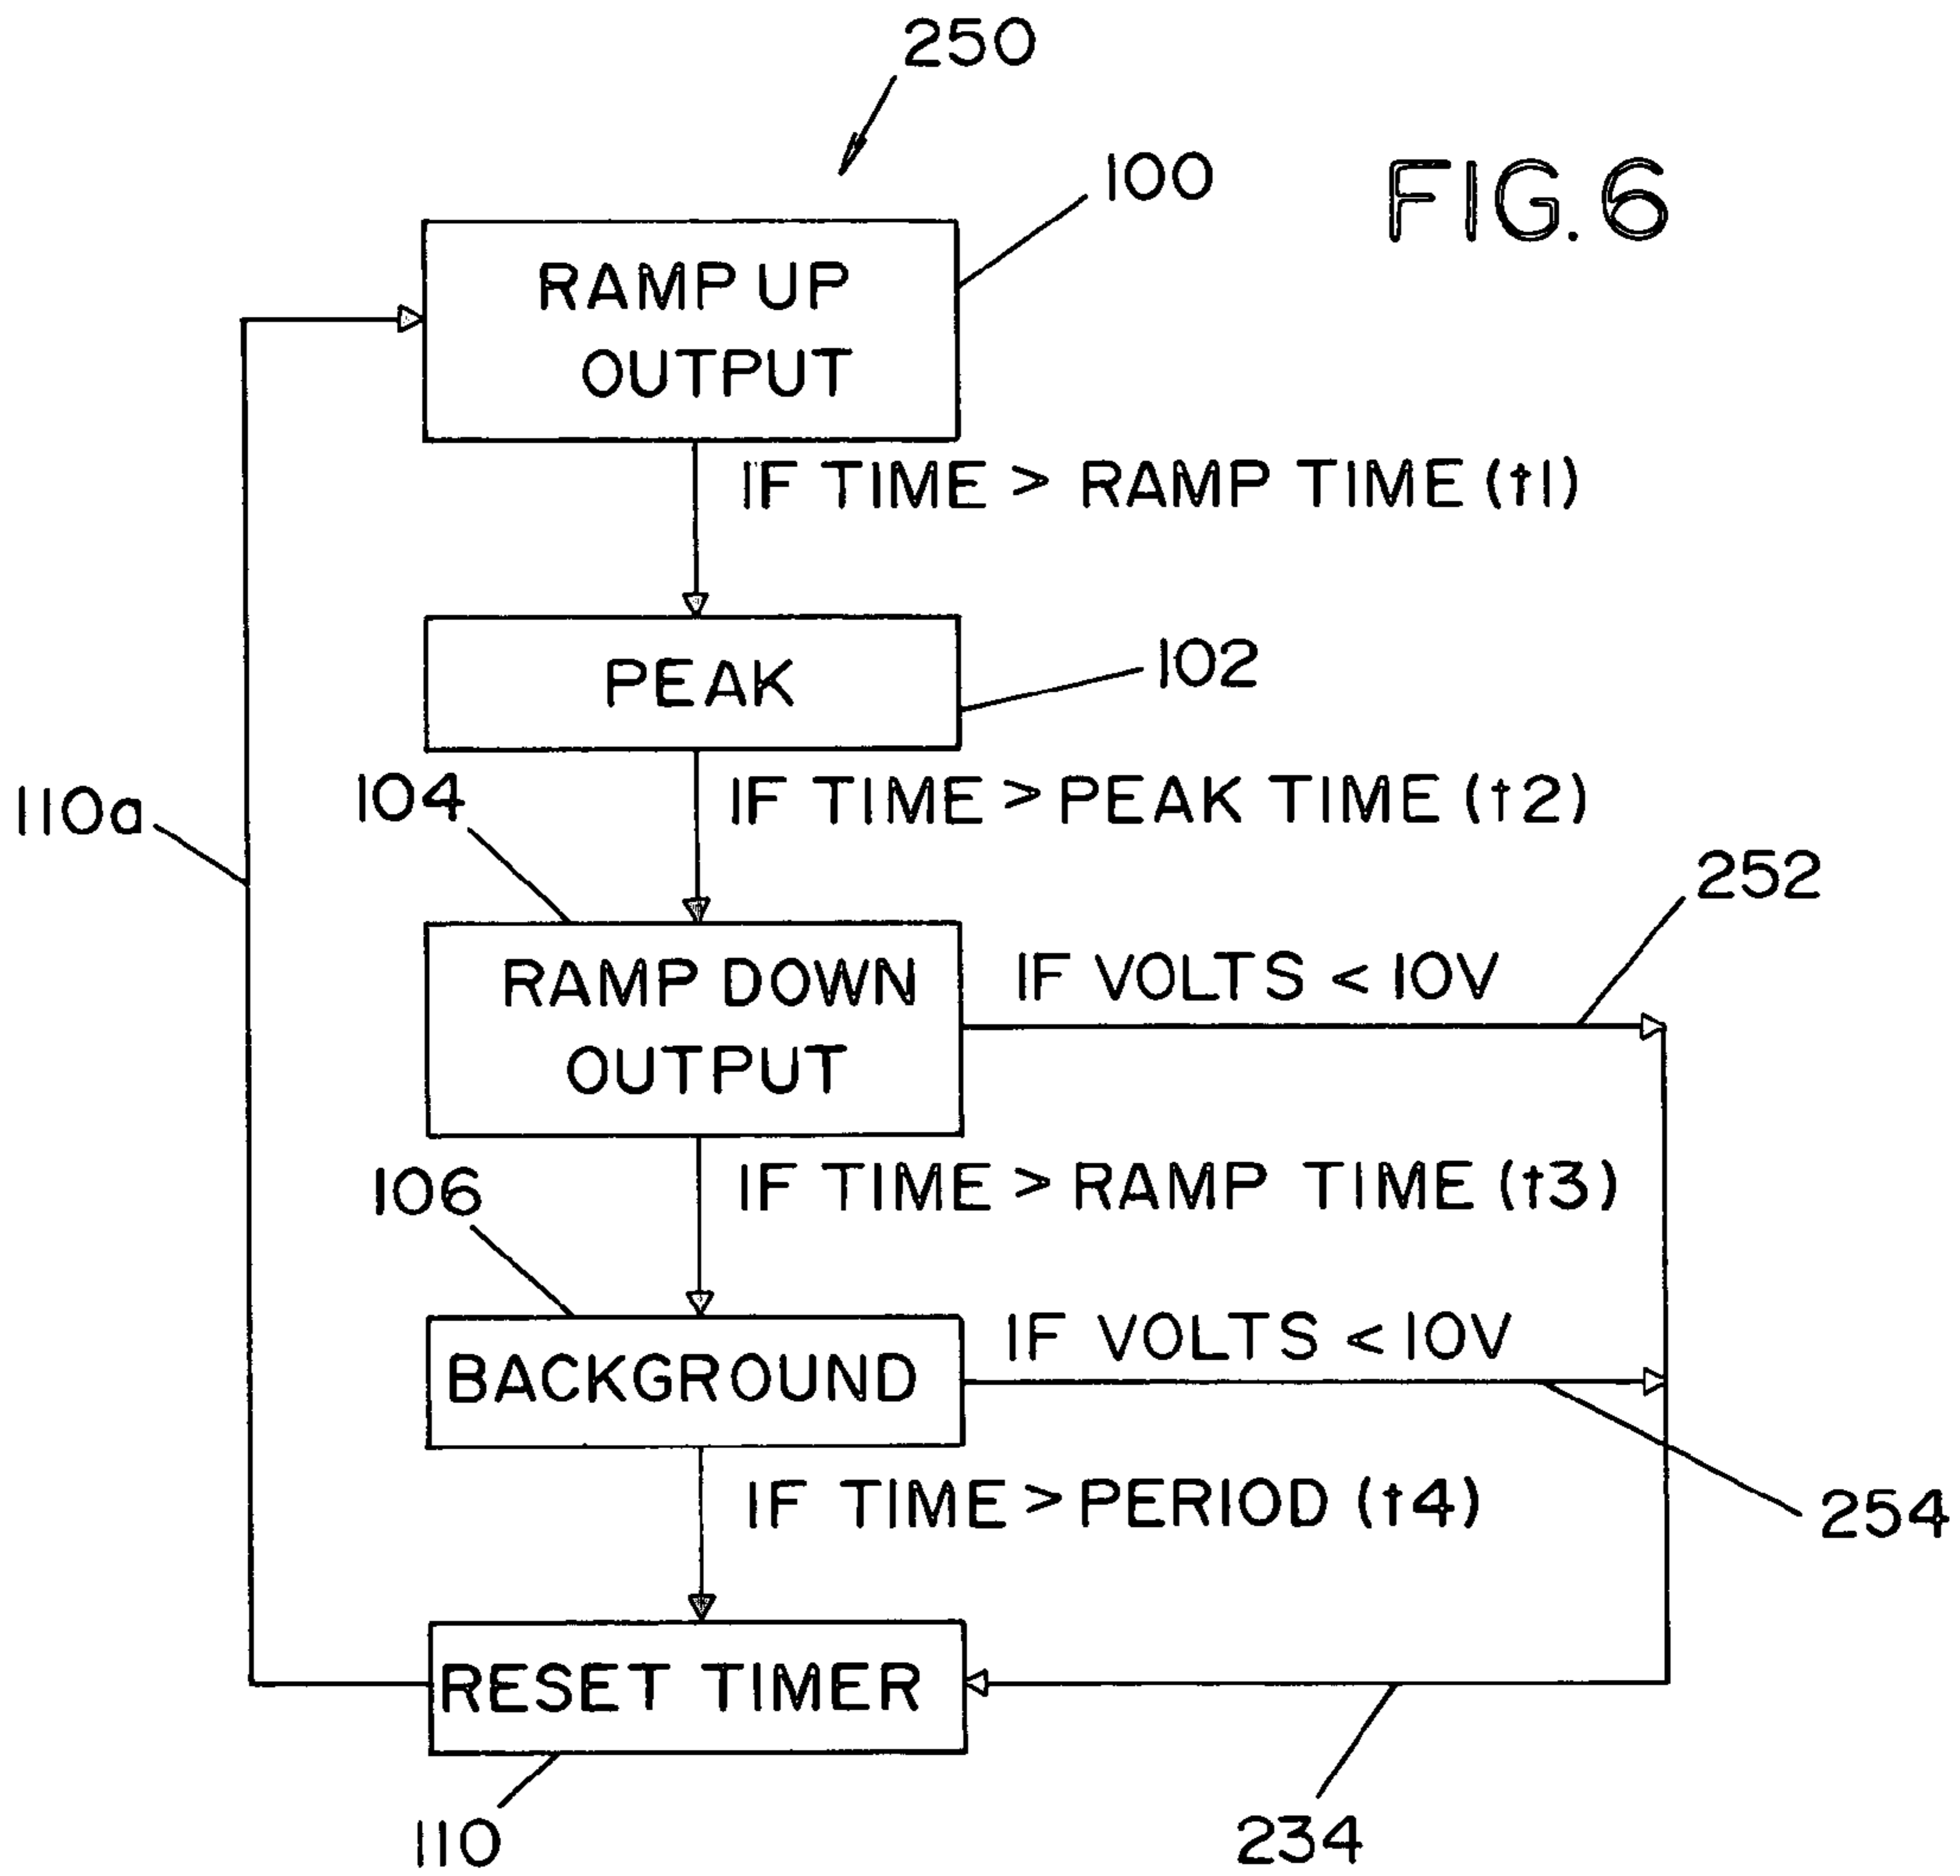 250
FIG. 6
100
RAMP UP
OUTPUT
IF TIME > RAMP TIME (t1)
PEAK
102
IF TIME > PEAK TIME (t2)
104
110a
252
RAMP DOWN
OUTPUT
IF VOLTS < 10V
IF TIME > RAMP TIME (t3)
106
BACKGROUND
IF VOLTS < 10V
IF TIME > PERIOD (t4)
254
RESET TIMER
110
234